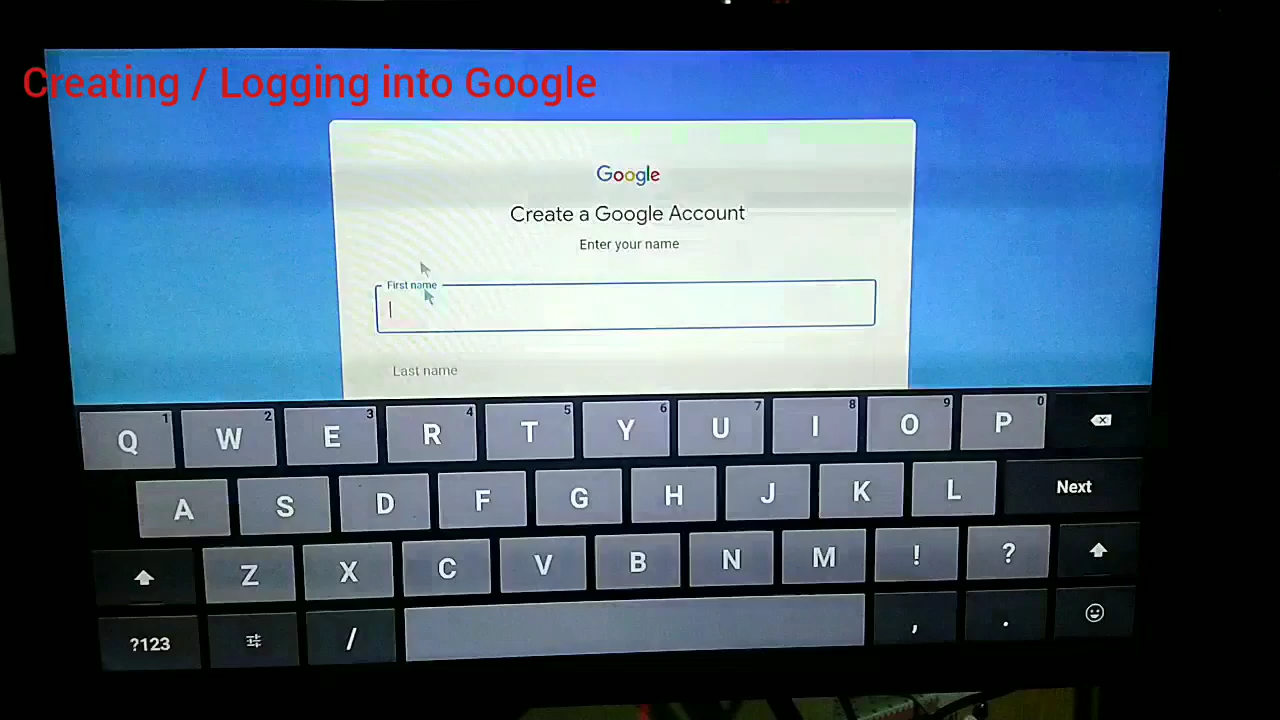 Creating / Logging into Google
Google
Create a Google Account
Enter your name
First name
Last name
Q 1 W 2 E 3 R 4 T 5 Y 6 U 7 I 8 O 9 P 0
A S D F G H J K L Next
Z X C V B N M ! ?
?123 / , .